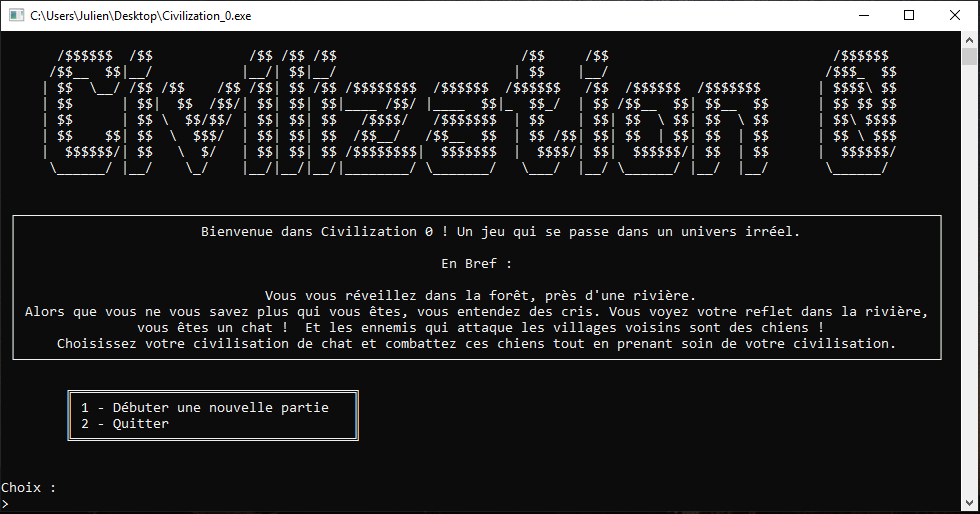 C:\Users\Julien\Desktop\Civilization_0.exe
Civilization 0
Bienvenue dans Civilization 0 ! Un jeu qui se passe dans un univers irréel.
En Bref :
Vous vous réveillez dans la forêt, près d'une rivière.
Alors que vous ne vous savez plus qui vous êtes, vous entendez des cris. Vous voyez votre reflet dans la rivière,
vous êtes un chat !  Et les ennemis qui attaque les villages voisins sont des chiens !
Choisissez votre civilisation de chat et combattez ces chiens tout en prenant soin de votre civilisation.
1 - Débuter une nouvelle partie
2 - Quitter
Choix :
>